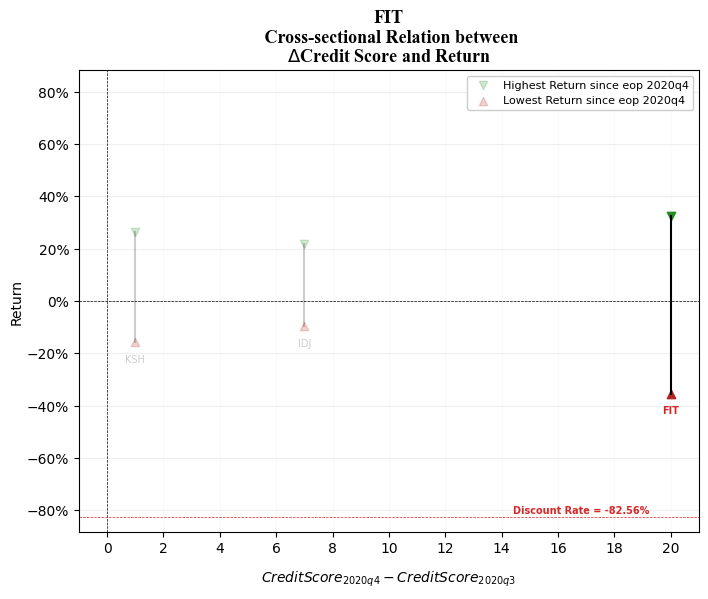 FIT
Cross-sectional Relation between
ΔCredit Score and Return
Highest Return since eop 2020q4
Lowest Return since eop 2020q4
80%
60%
40%
20%
0%
−20%
−40%
−60%
−80%
Return
KSH
IDJ
FIT
Discount Rate = -82.56%
0 2 4 6 8 10 12 14 16 18 20
CreditScore2020q4 − CreditScore2020q3